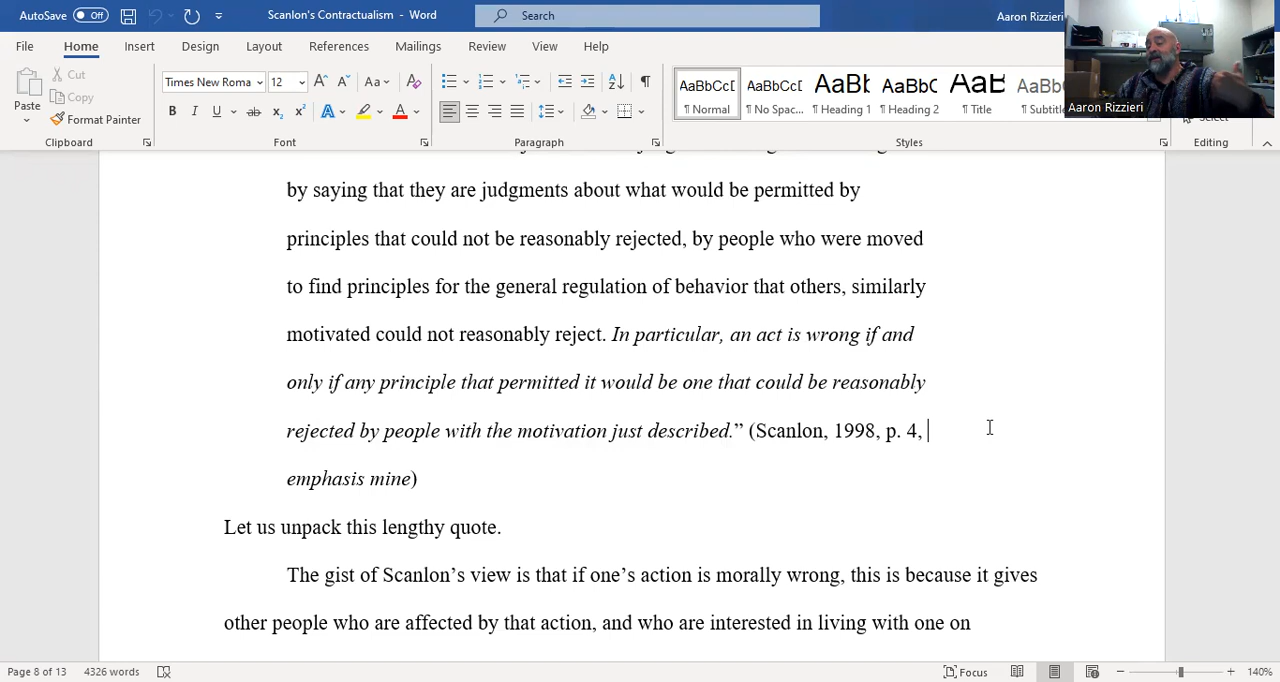 AutoSave Off Scanlon's Contractualism - Word Search Aaron Rizzieri
File Home Insert Design Layout References Mailings Review View Help
Aaron Rizzieri
Paste Cut Copy Format Painter
Times New Roma 12 Aa
B I U ab x₂ x² A A
AaBbCcD AaBbCcD AaBb AaBbC AaB AaBbCcD
¶ Normal ¶ No Spac... ¶ Heading 1 ¶ Heading 2 ¶ Title ¶ Subtitle Select
Clipboard Font Paragraph Styles Editing
by saying that they are judgments about what would be permitted by
principles that could not be reasonably rejected, by people who were moved
to find principles for the general regulation of behavior that others, similarly
motivated could not reasonably reject. In particular, an act is wrong if and
only if any principle that permitted it would be one that could be reasonably
rejected by people with the motivation just described.” (Scanlon, 1998, p. 4,
emphasis mine)
Let us unpack this lengthy quote.
The gist of Scanlon’s view is that if one’s action is morally wrong, this is because it gives
other people who are affected by that action, and who are interested in living with one on
Page 8 of 13 4326 words Focus 140%